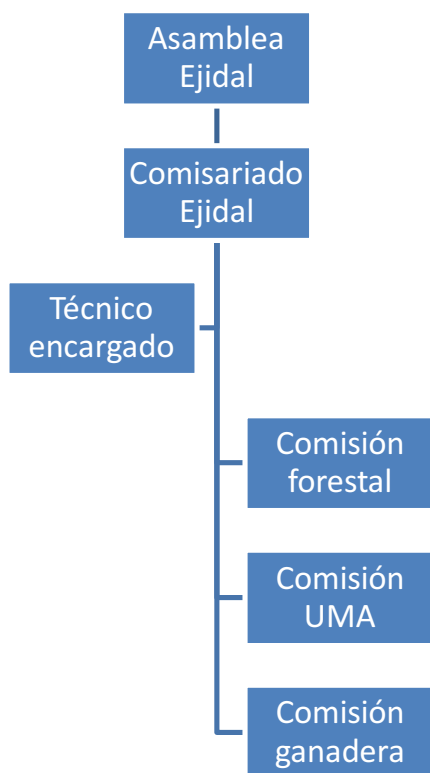 Asamblea
Ejidal
Comisariado
Ejidal
Técnico
encargado
Comisión
forestal
Comisión
UMA
Comisión
ganadera